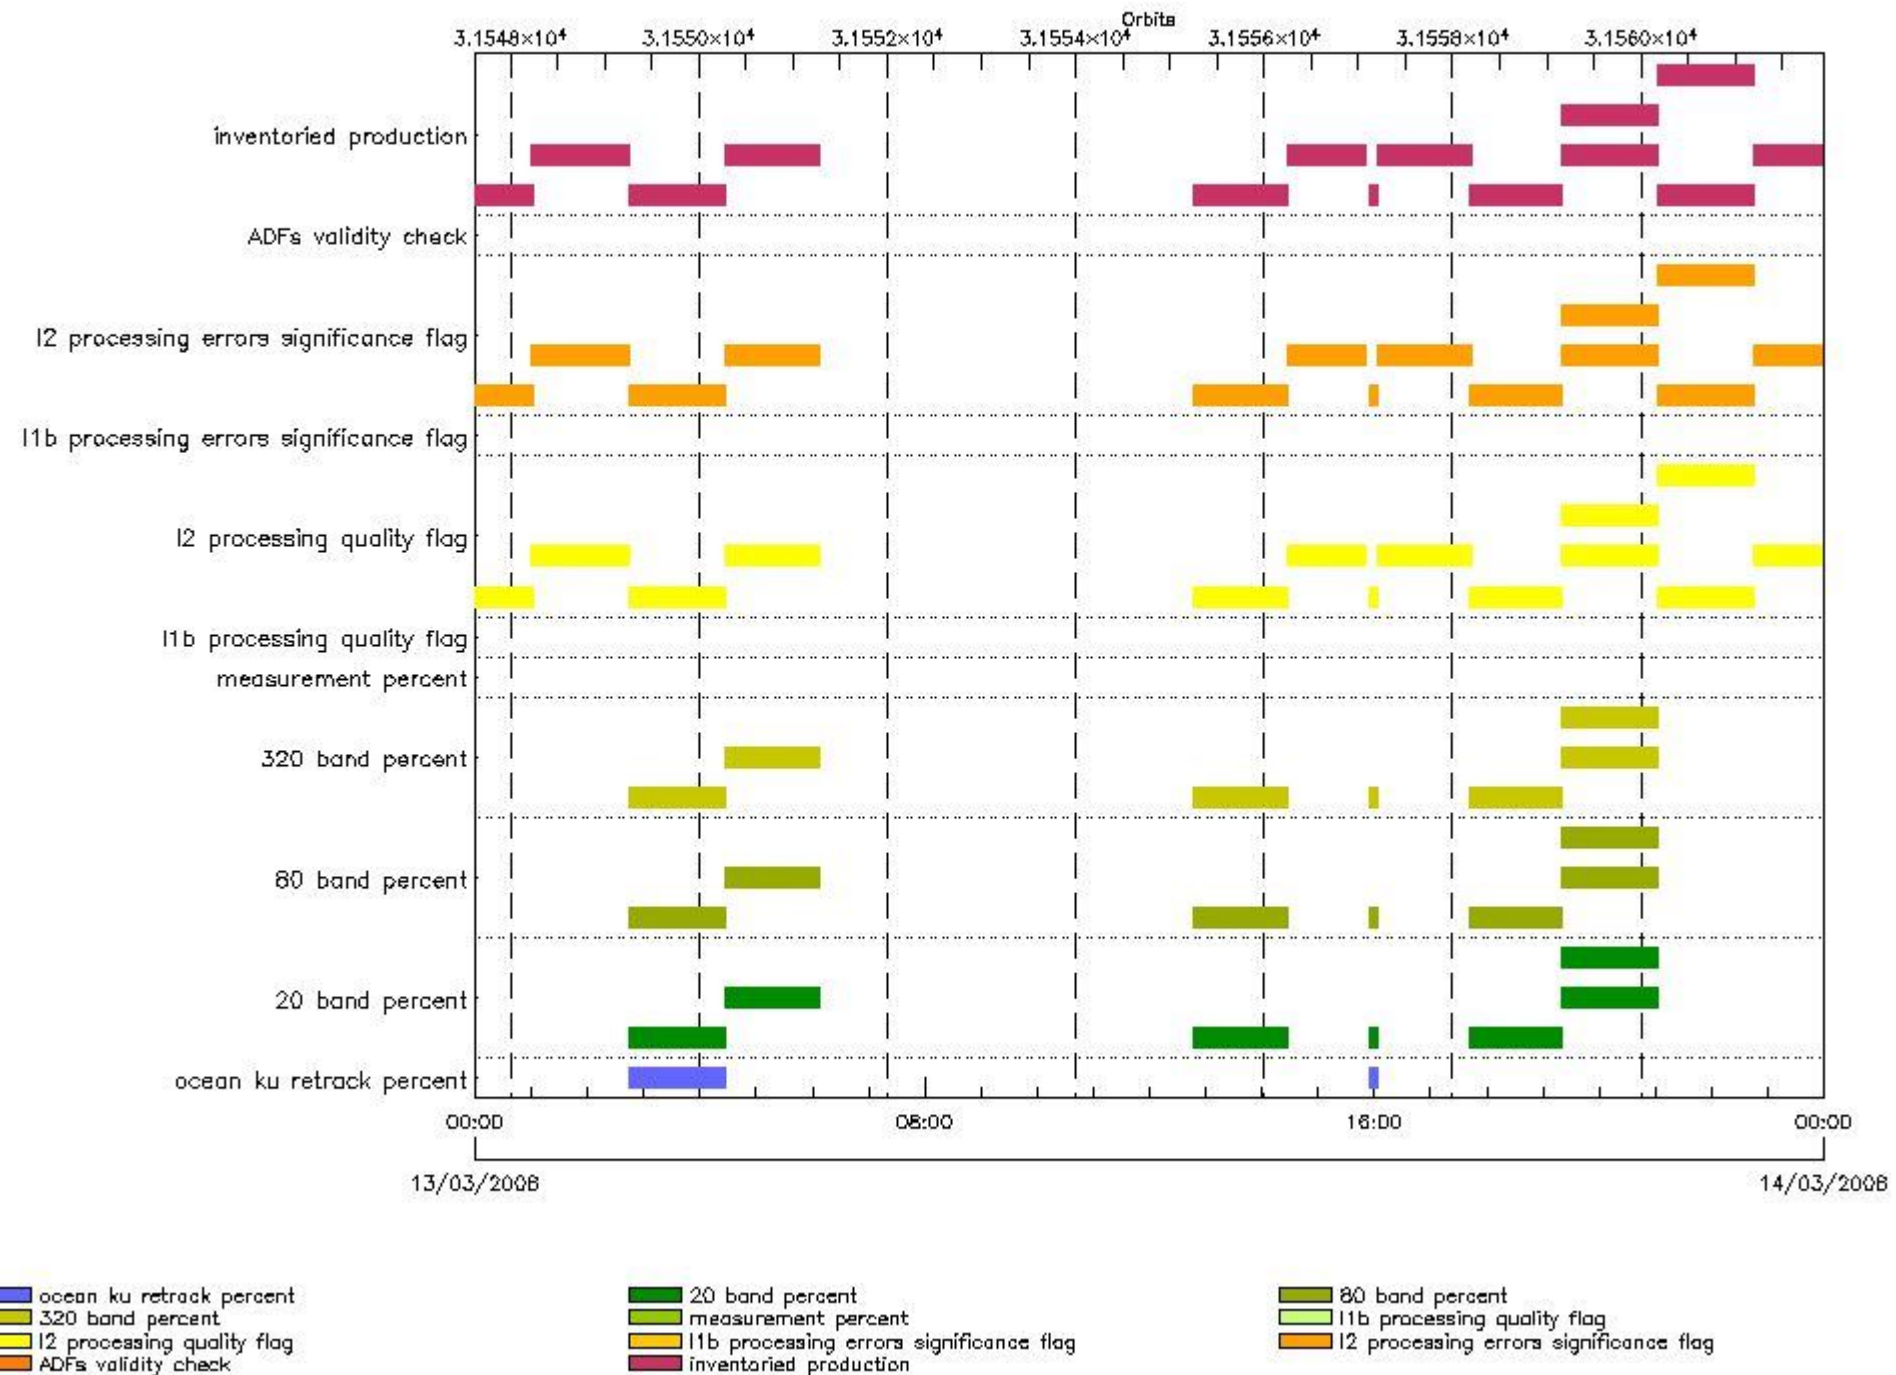 Orbits
3.1548×10⁴ 3.1550×10⁴ 3.1552×10⁴ 3.1554×10⁴ 3.1556×10⁴ 3.1558×10⁴ 3.1560×10⁴
inventoried production
ADFs validity check
l2 processing errors significance flag
l1b processing errors significance flag
l2 processing quality flag
l1b processing quality flag
measurement percent
320 band percent
80 band percent
20 band percent
ocean ku retrack percent
00:00 08:00 16:00 00:00
13/03/2008 14/03/2008
ocean ku retrack percent 20 band percent 80 band percent
320 band percent measurement percent l1b processing quality flag
l2 processing quality flag l1b processing errors significance flag l2 processing errors significance flag
ADFs validity check inventoried production